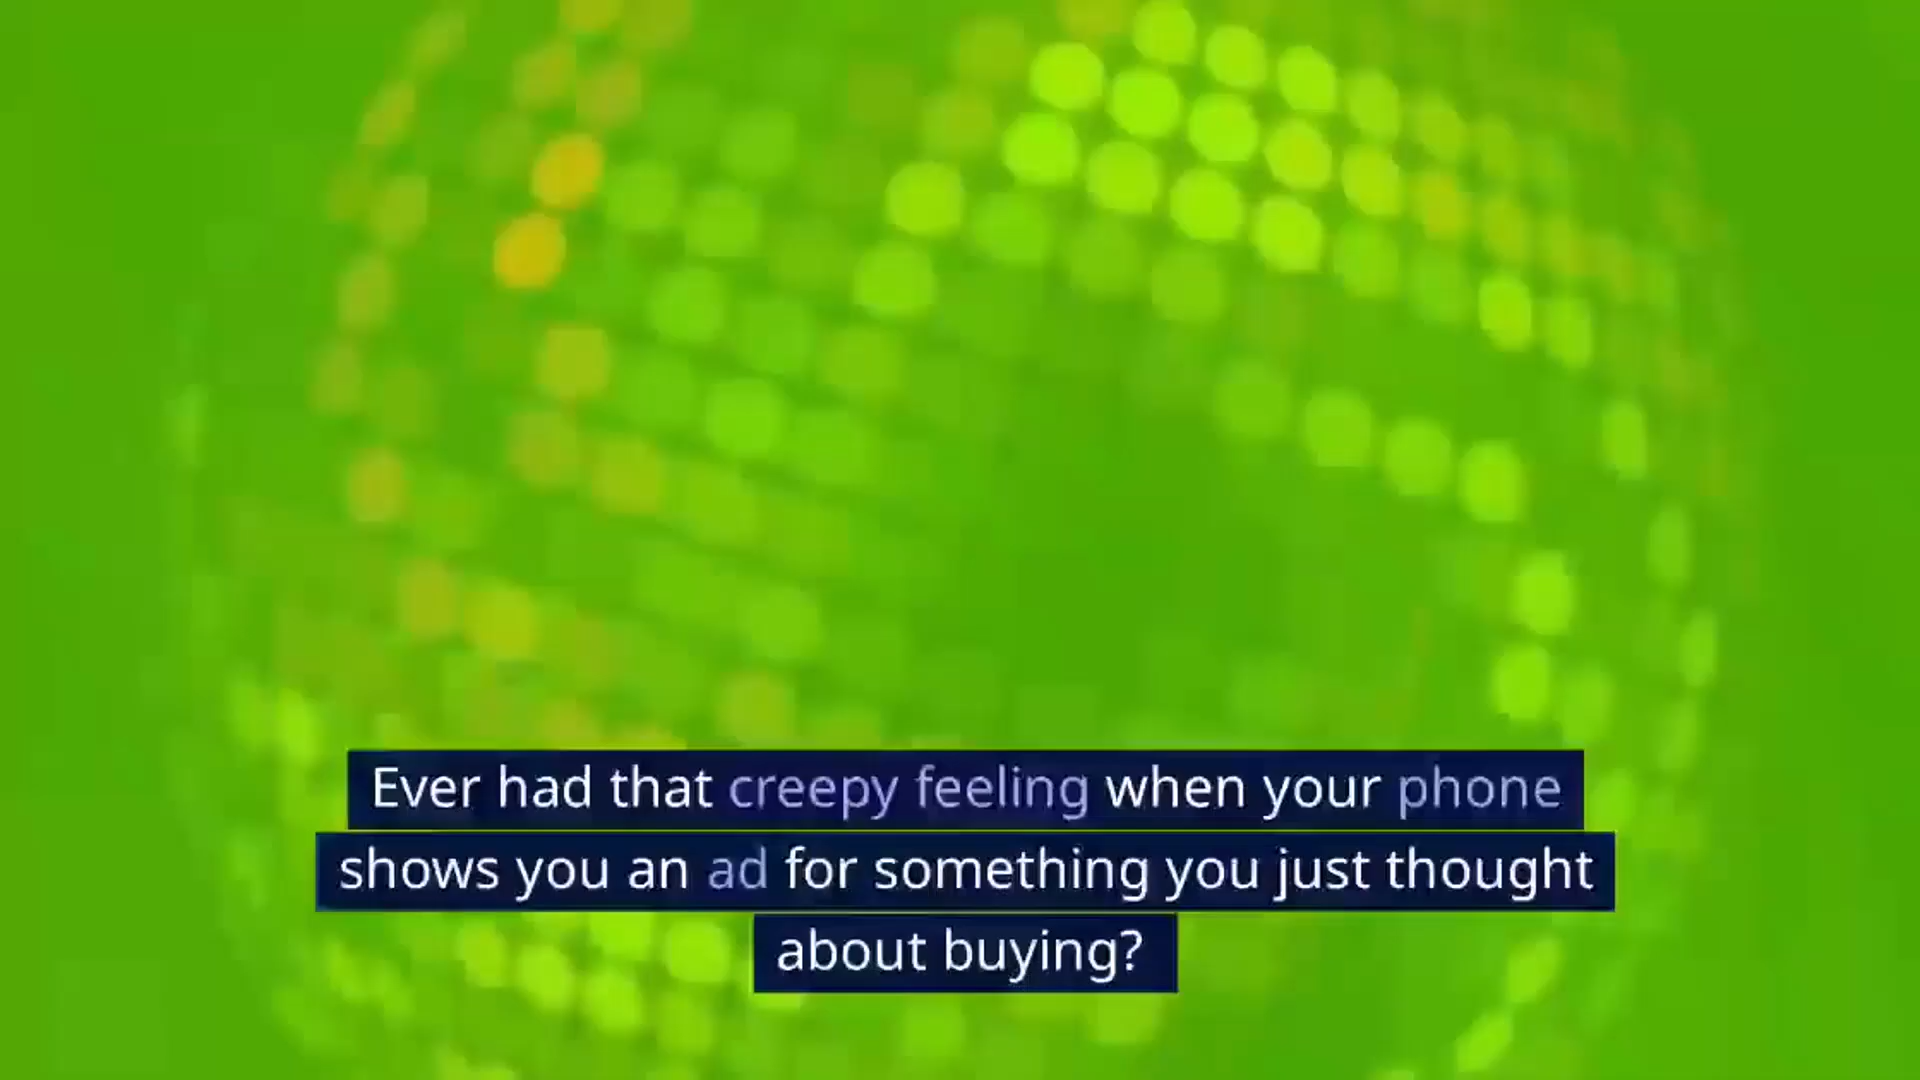 Ever had that creepy feeling when your phone
shows you an ad for something you just thought
about buying?